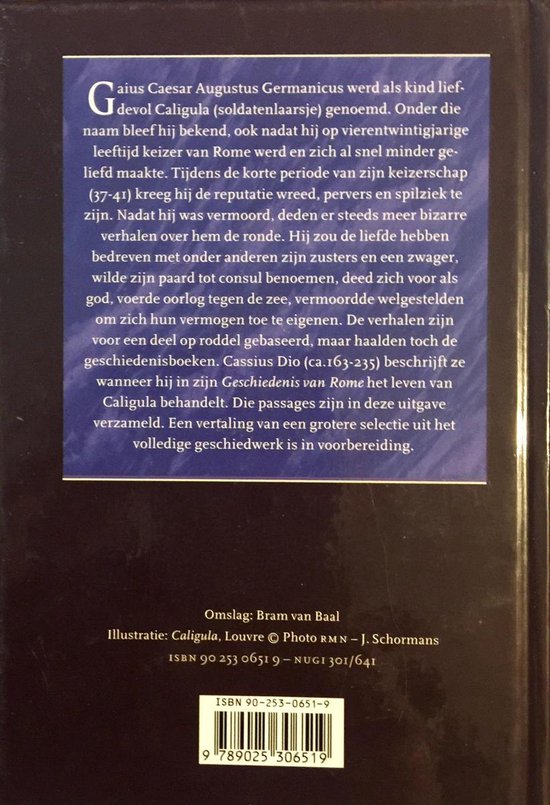 Gaius Caesar Augustus Germanicus werd als kind lief-
devol Caligula (soldatenlaarsje) genoemd. Onder die
naam bleef hij bekend, ook nadat hij op vierentwintigjarige
leeftijd keizer van Rome werd en zich al snel minder ge-
liefd maakte. Tijdens de korte periode van zijn keizerschap
(37-41) kreeg hij de reputatie wreed, pervers en spilziek te
zijn. Nadat hij was vermoord, deden er steeds meer bizarre
verhalen over hem de ronde. Hij zou de liefde hebben
bedreven met onder anderen zijn zusters en een zwager,
wilde zijn paard tot consul benoemen, deed zich voor als
god, voerde oorlog tegen de zee, vermoordde welgestelden
om zich hun vermogen toe te eigenen. De verhalen zijn
voor een deel op roddel gebaseerd, maar haalden toch de
geschiedenisboeken. Cassius Dio (ca.163-235) beschrijft ze
wanneer hij in zijn Geschiedenis van Rome het leven van
Caligula behandelt. Die passages zijn in deze uitgave
verzameld. Een vertaling van een grotere selectie uit het
volledige geschiedwerk is in voorbereiding.
Omslag: Bram van Baal
Illustratie: Caligula, Louvre © Photo RMN – J. Schormans
ISBN 90 253 0651 9 – NUGI 301/641
ISBN 90-253-0651-9
9 789025 306519